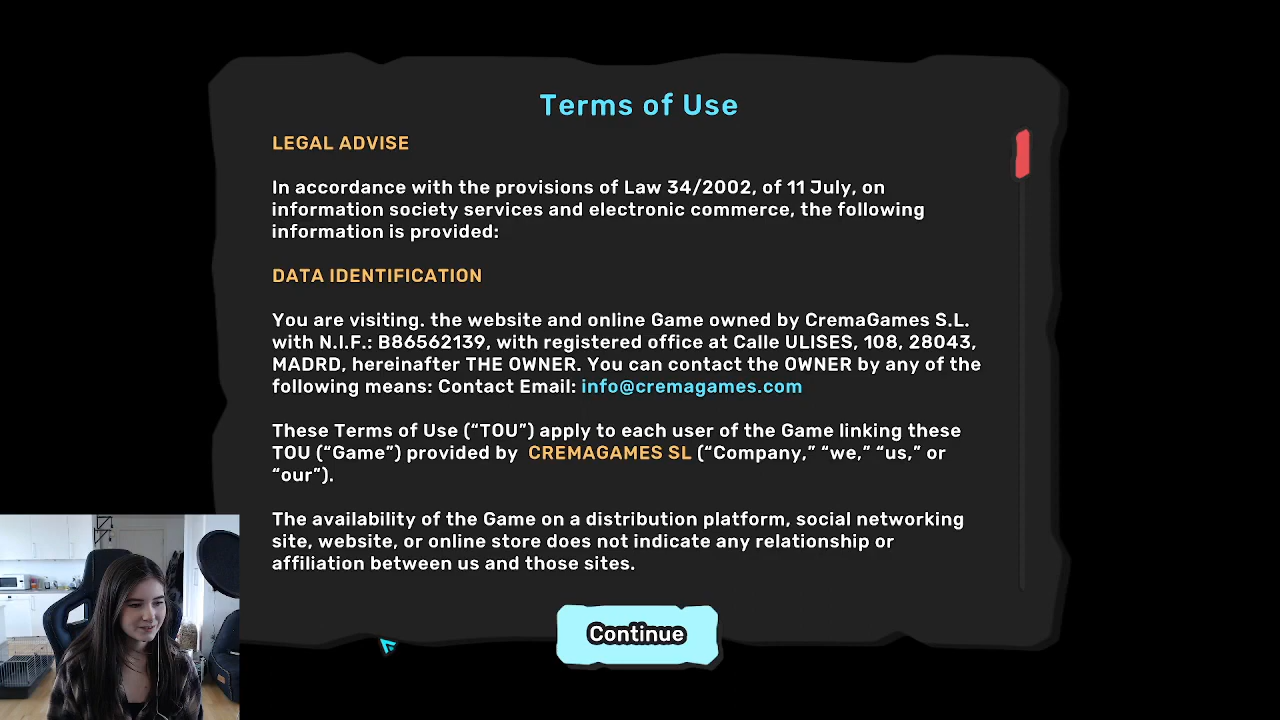 Terms of Use
LEGAL ADVISE
In accordance with the provisions of Law 34/2002, of 11 July, on
information society services and electronic commerce, the following
information is provided:
DATA IDENTIFICATION
You are visiting. the website and online Game owned by CremaGames S.L.
with N.I.F.: B86562139, with registered office at Calle ULISES, 108, 28043,
MADRD, hereinafter THE OWNER. You can contact the OWNER by any of the
following means: Contact Email: info@cremagames.com
These Terms of Use (“TOU”) apply to each user of the Game linking these
TOU (“Game”) provided by CREMAGAMES SL (“Company,” “we,” “us,” or
“our”).
The availability of the Game on a distribution platform, social networking
site, website, or online store does not indicate any relationship or
affiliation between us and those sites.
Continue